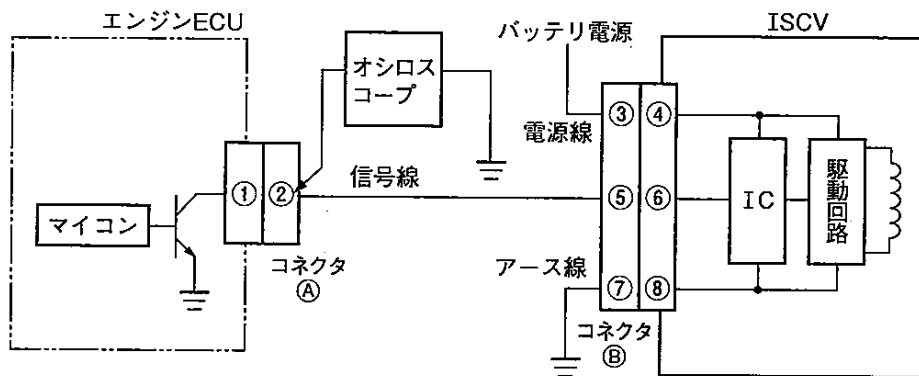 エンジンECU
オシロス
コープ
バッテリ電源
ISCV
電源線
信号線
アース線
マイコン
①
②
③
④
⑤
⑥
⑦
⑧
IC
駆動回路
コネクタ
Ⓐ
コネクタ
Ⓑ